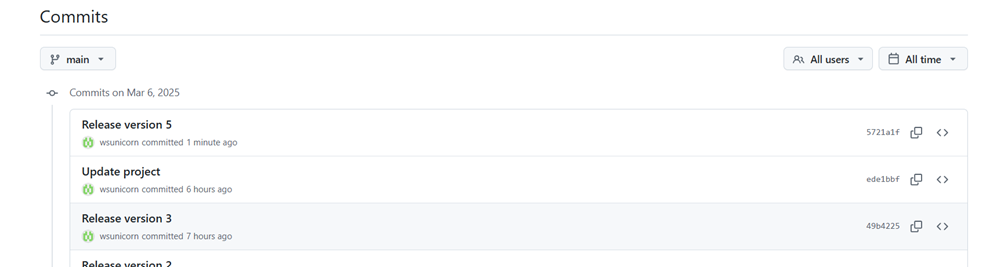 Commits
main
All users
All time
Commits on Mar 6, 2025
Release version 5
wsunicorn committed 1 minute ago
5721a1f
Update project
wsunicorn committed 6 hours ago
ede1bbf
Release version 3
wsunicorn committed 7 hours ago
49b4225
Release version 2